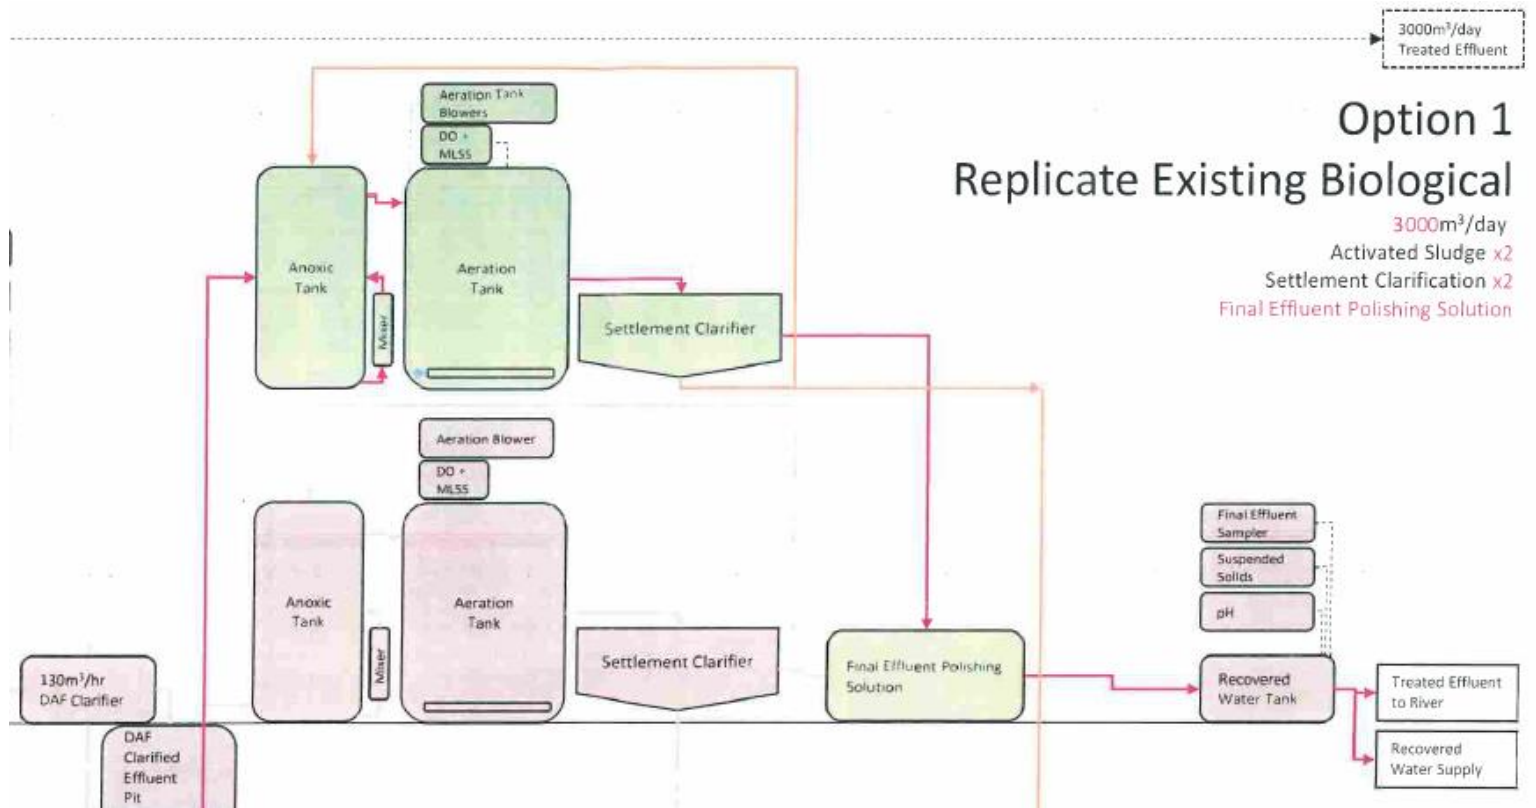 3000m³/day
Treated Effluent
Option 1
Replicate Existing Biological
3000m³/day
Activated Sludge x2
Settlement Clarification x2
Final Effluent Polishing Solution
Aeration Tank
Blowers
DO +
MLSS
Anoxic
Tank
Mixer
Aeration
Tank
Settlement Clarifier
Aeration Blower
DO +
MLSS
Anoxic
Tank
Mixer
Aeration
Tank
Settlement Clarifier
Final Effluent Polishing
Solution
Final Effluent
Sampler
Suspended
Solids
pH
Recovered
Water Tank
Treated Effluent
to River
Recovered
Water Supply
130m³/hr
DAF Clarifier
DAF
Clarified
Effluent
Pit